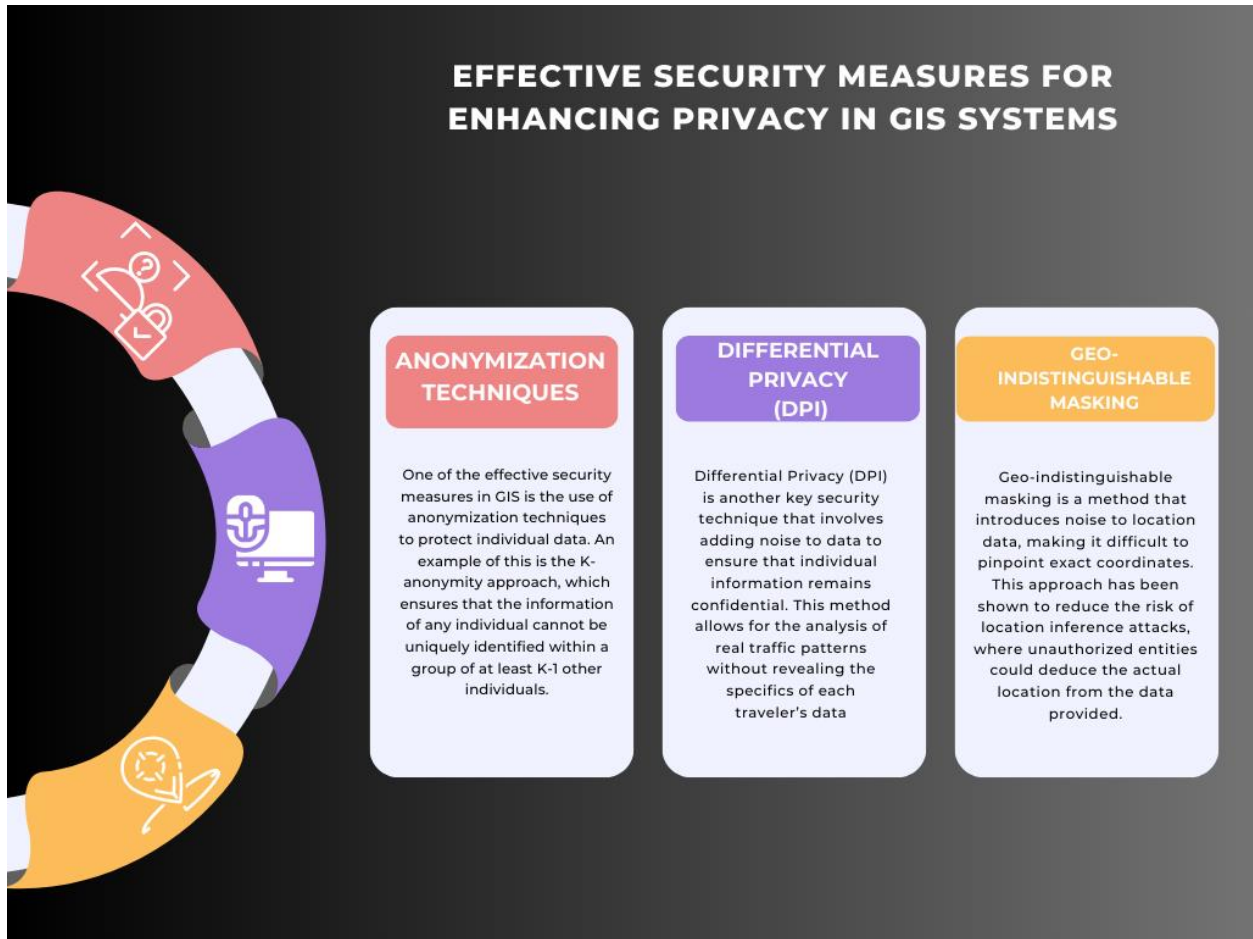 EFFECTIVE SECURITY MEASURES FOR
ENHANCING PRIVACY IN GIS SYSTEMS
ANONYMIZATION
TECHNIQUES
One of the effective security
measures in GIS is the use of
anonymization techniques
to protect individual data. An
example of this is the K-
anonymity approach, which
ensures that the information
of any individual cannot be
uniquely identified within a
group of at least K-1 other
individuals.
DIFFERENTIAL
PRIVACY
(DPI)
Differential Privacy (DPI)
is another key security
technique that involves
adding noise to data to
ensure that individual
information remains
confidential. This method
allows for the analysis of
real traffic patterns
without revealing the
specifics of each
traveler's data
GEO-
INDISTINGUISHABLE
MASKING
Geo-indistinguishable
masking is a method that
introduces noise to location
data, making it difficult to
pinpoint exact coordinates.
This approach has been
shown to reduce the risk of
location inference attacks,
where unauthorized entities
could deduce the actual
location from the data
provided.